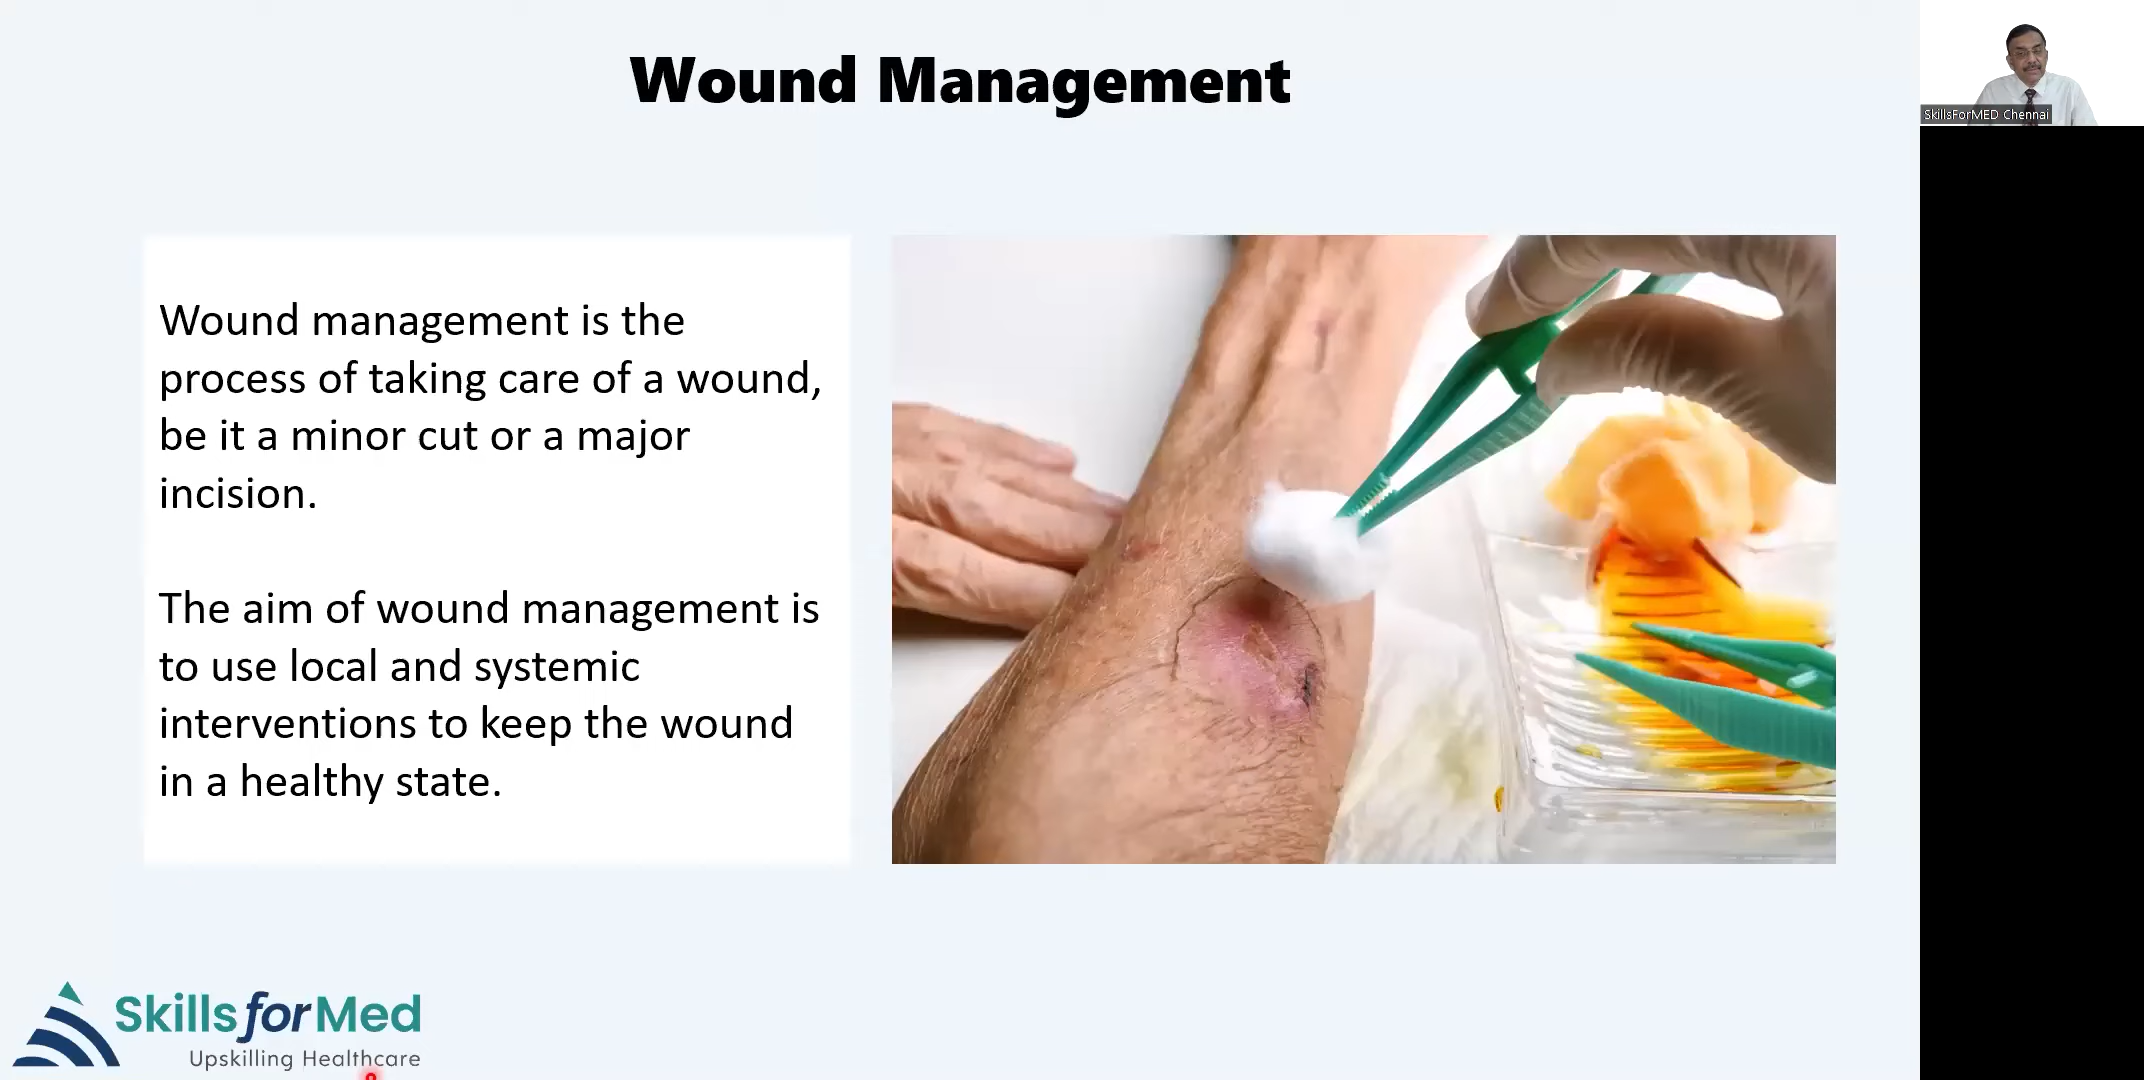 Wound Management
SkillsForMED Chennai
Wound management is the
process of taking care of a wound,
be it a minor cut or a major
incision.
The aim of wound management is
to use local and systemic
interventions to keep the wound
in a healthy state.
SkillsforMed
Upskilling Healthcare